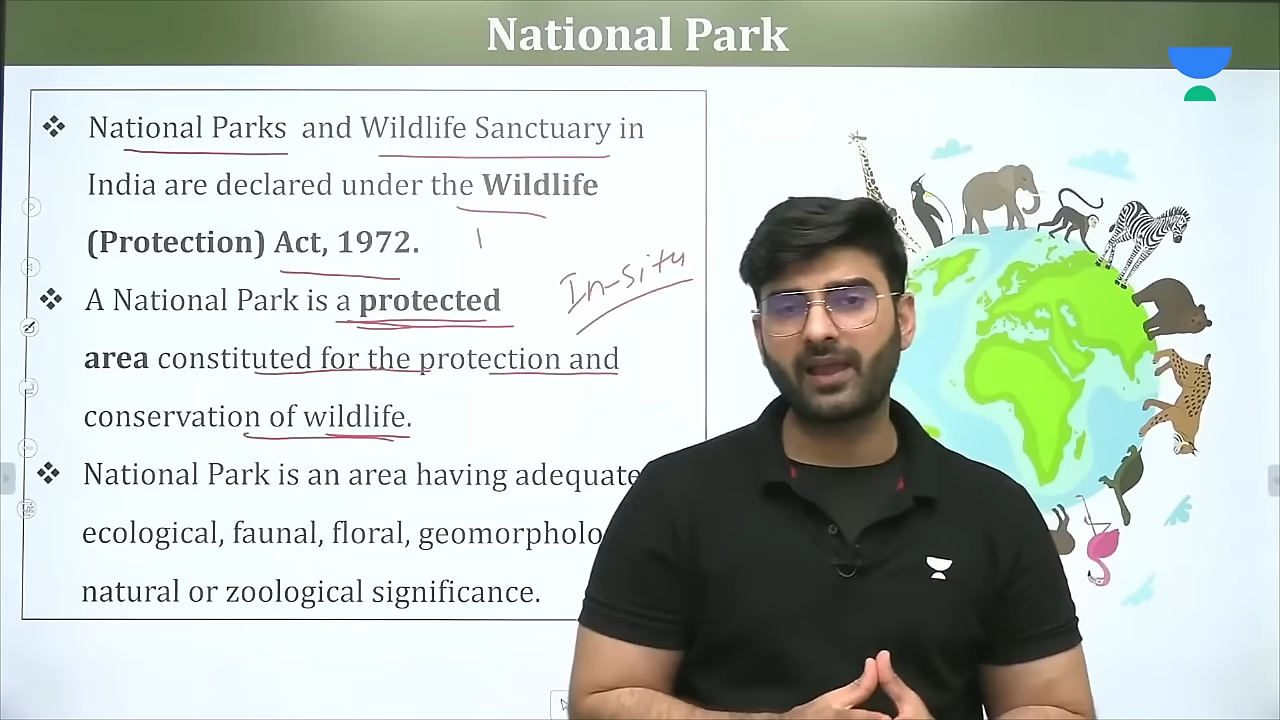 National Park
❖ National Parks and Wildlife Sanctuary in
India are declared under the Wildlife
(Protection) Act, 1972.
In-situ
❖ A National Park is a protected
area constituted for the protection and
conservation of wildlife.
❖ National Park is an area having adequate
ecological, faunal, floral, geomorpholo
natural or zoological significance.